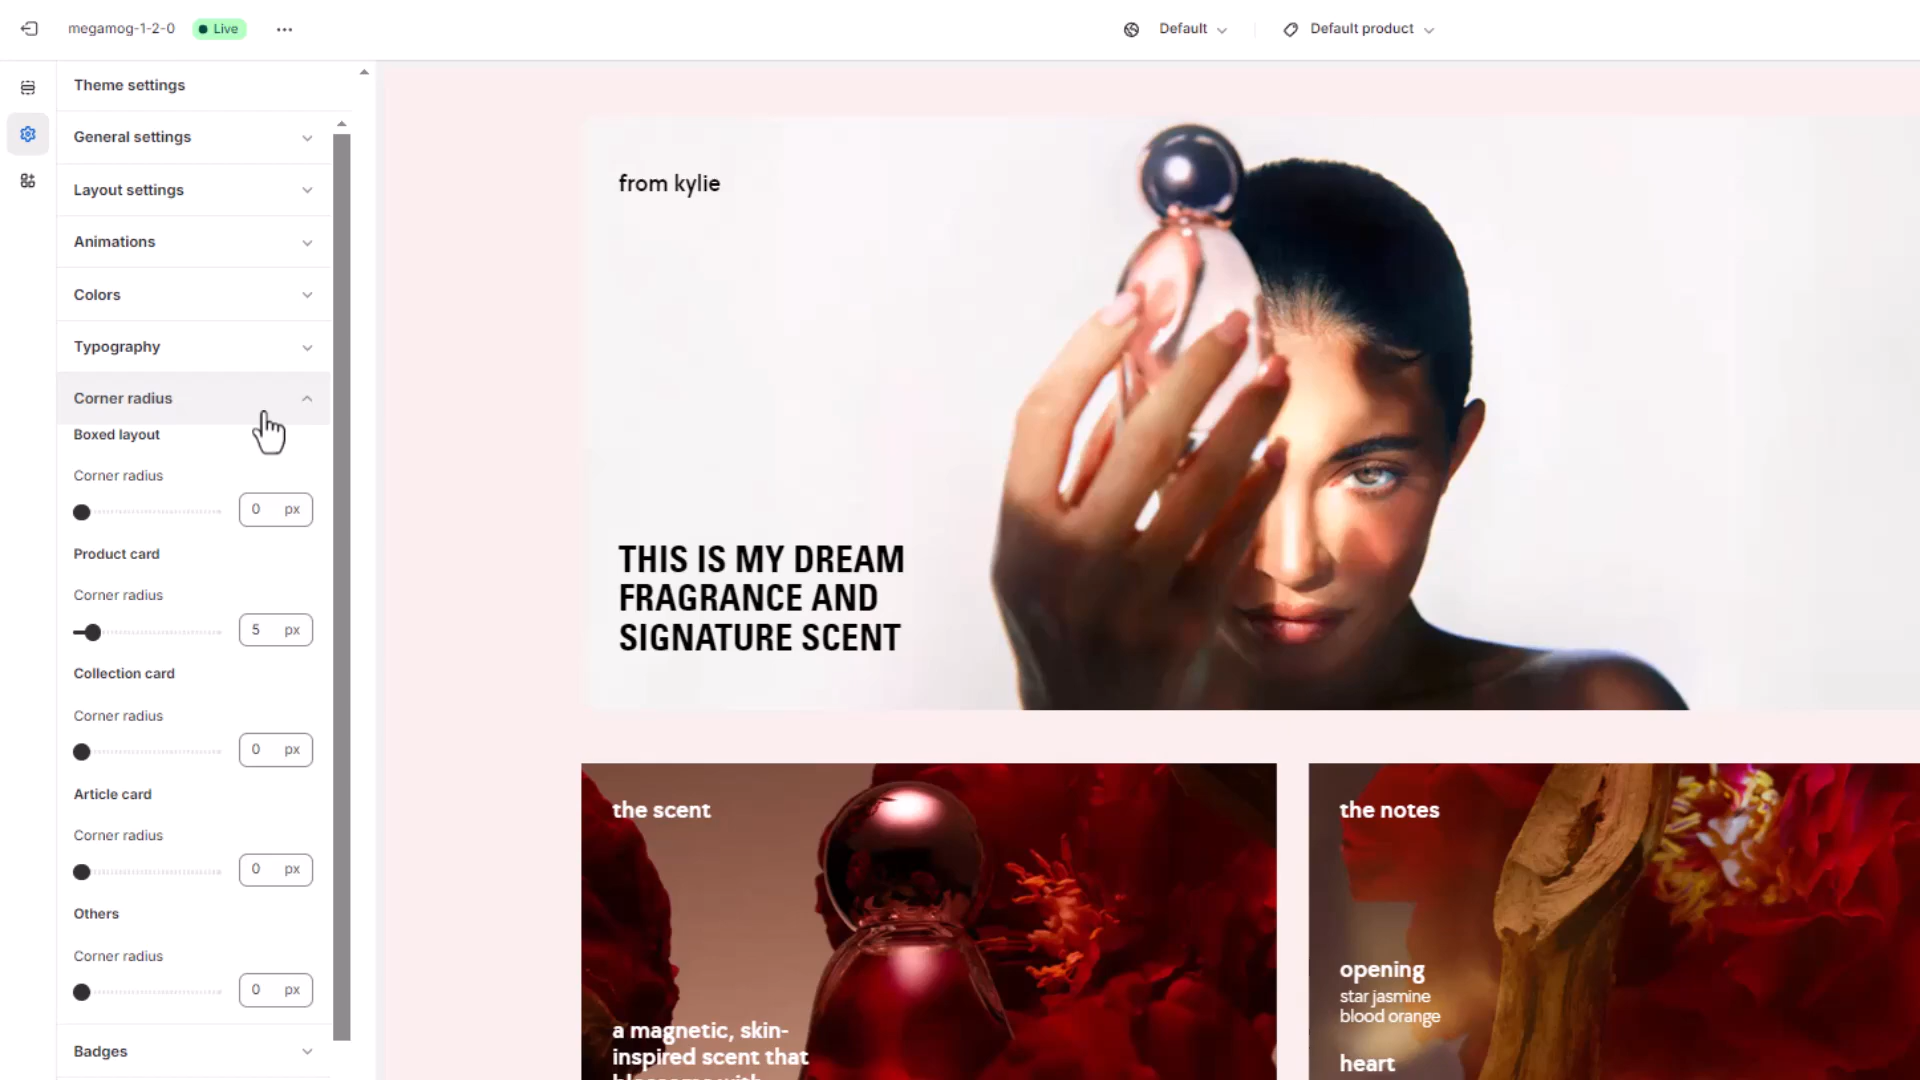 megamog-1-2-0
Live
Default
Default product
Theme settings
General settings
Layout settings
Animations
Colors
Typography
Corner radius
Boxed layout
Corner radius
0 px
Product card
Corner radius
5 px
Collection card
Corner radius
0 px
Article card
Corner radius
0 px
Others
Corner radius
0 px
Badges
from kylie
THIS IS MY DREAM
FRAGRANCE AND
SIGNATURE SCENT
the scent
a magnetic, skin-
inspired scent that
the notes
opening
star jasmine
blood orange
heart